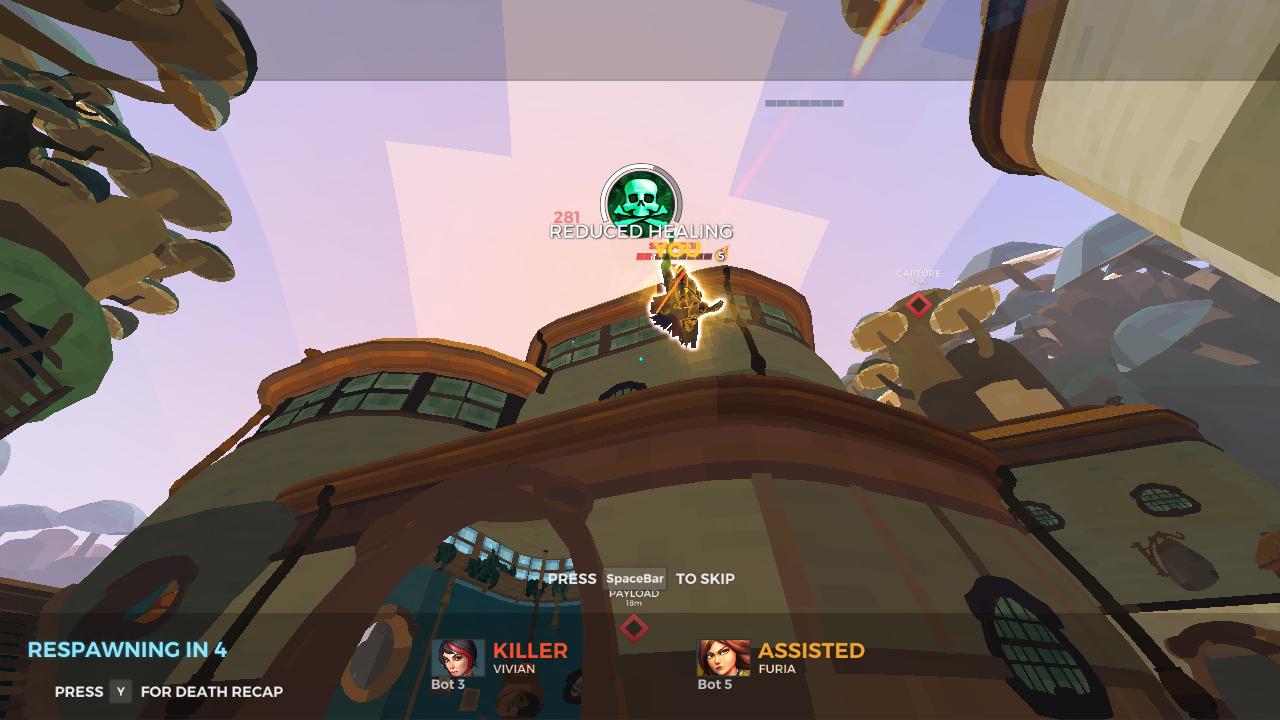 CAPTURE
281
REDUCED HEALING
YOU
5
PRESS SpaceBar TO SKIP
PAYLOAD
18m
RESPAWNING IN 4
PRESS Y FOR DEATH RECAP
KILLER
VIVIAN
Bot 3
ASSISTED
FURIA
Bot 5